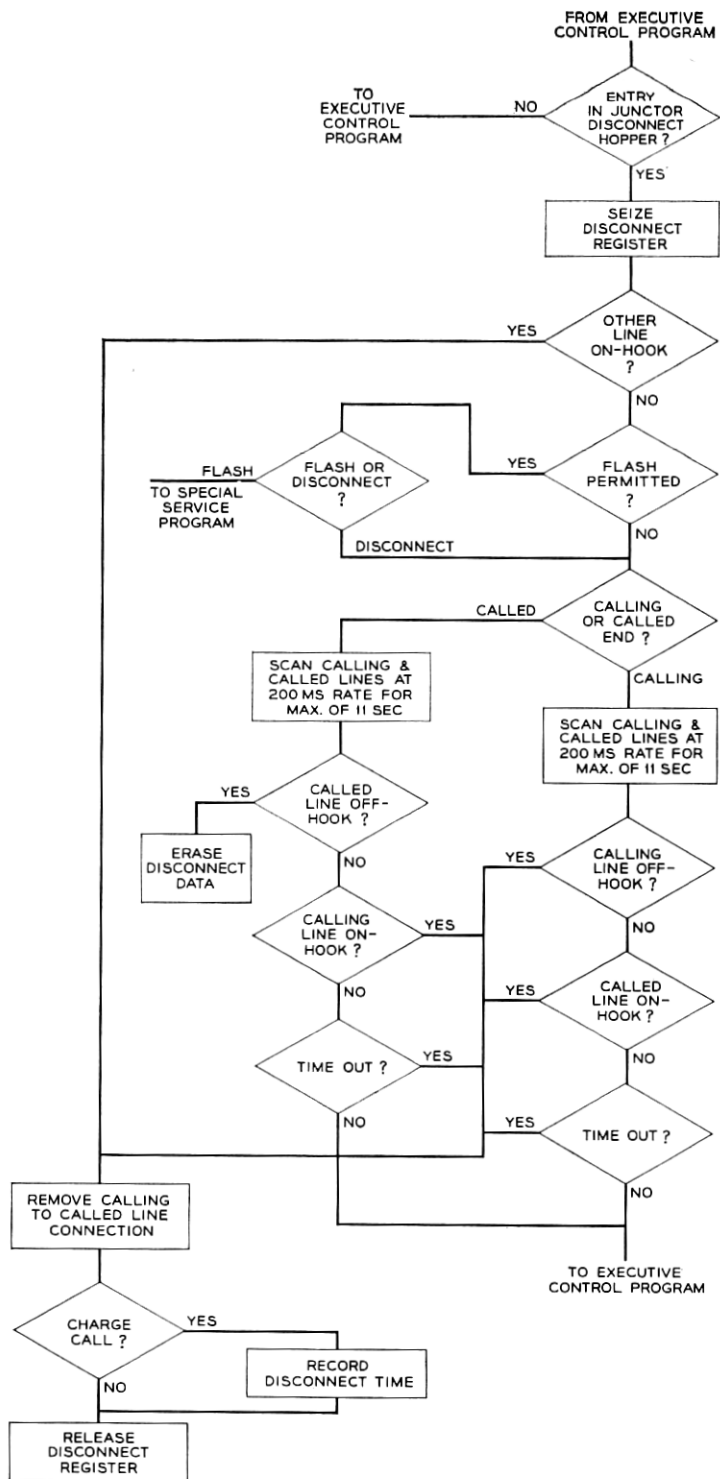 FROM EXECUTIVE
CONTROL PROGRAM
TO
EXECUTIVE
CONTROL
PROGRAM
NO
ENTRY
IN JUNCTOR
DISCONNECT
HOPPER ?
YES
SEIZE
DISCONNECT
REGISTER
YES
OTHER
LINE
ON-HOOK
?
NO
FLASH
TO SPECIAL
SERVICE
PROGRAM
FLASH OR
DISCONNECT
?
YES
FLASH
PERMITTED
?
DISCONNECT
NO
CALLED
CALLING
OR CALLED
END ?
CALLING
SCAN CALLING &
CALLED LINES AT
200 MS RATE FOR
MAX. OF 11 SEC
SCAN CALLING &
CALLED LINES AT
200 MS RATE FOR
MAX. OF 11 SEC
YES
CALLED
LINE OFF-
HOOK ?
NO
ERASE
DISCONNECT
DATA
YES
CALLING
LINE OFF-
HOOK ?
NO
CALLING
LINE ON-
HOOK ?
YES
NO
YES
CALLED
LINE ON-
HOOK ?
NO
TIME OUT ?
YES
NO
YES
TIME OUT ?
NO
REMOVE CALLING
TO CALLED LINE
CONNECTION
TO EXECUTIVE
CONTROL PROGRAM
CHARGE
CALL ?
YES
NO
RECORD
DISCONNECT TIME
RELEASE
DISCONNECT
REGISTER